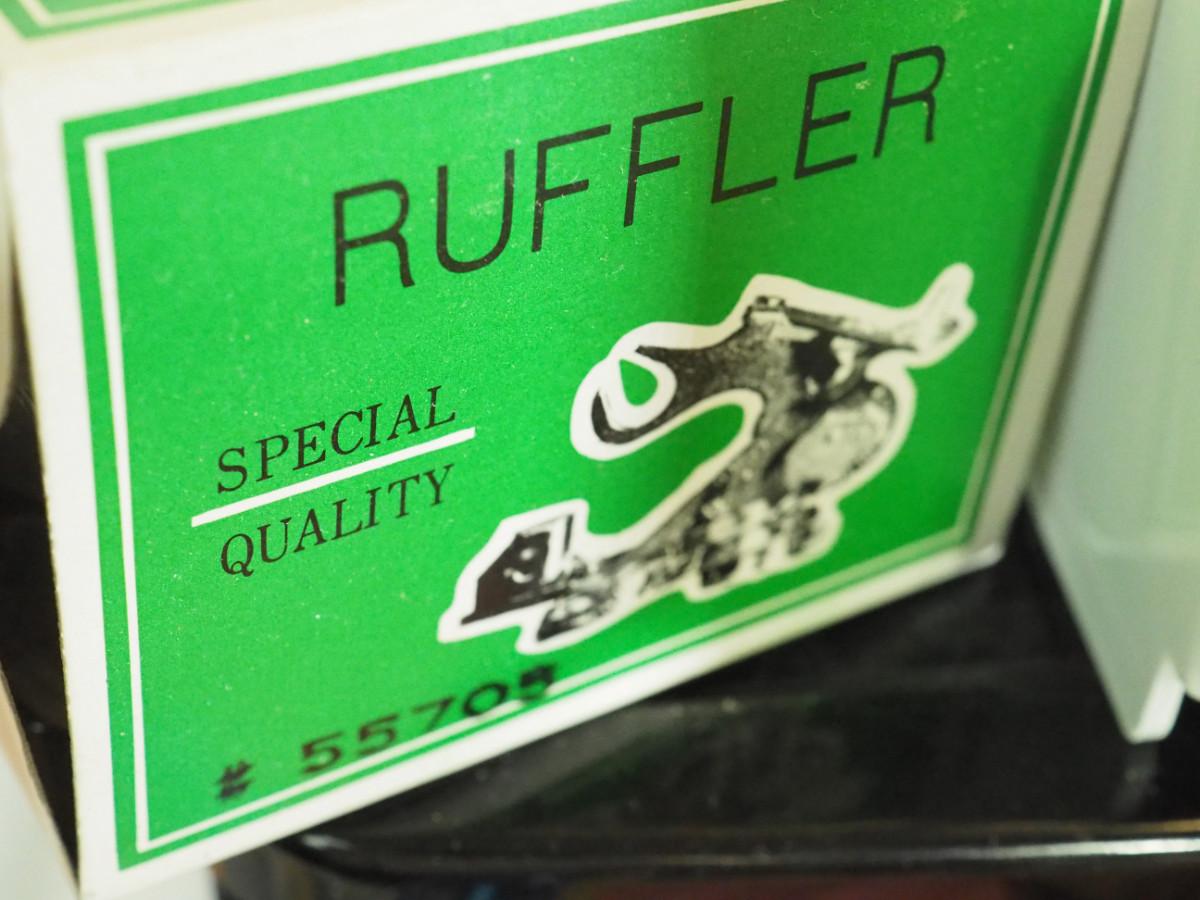 RUFFLER
SPECIAL
QUALITY
# 55705